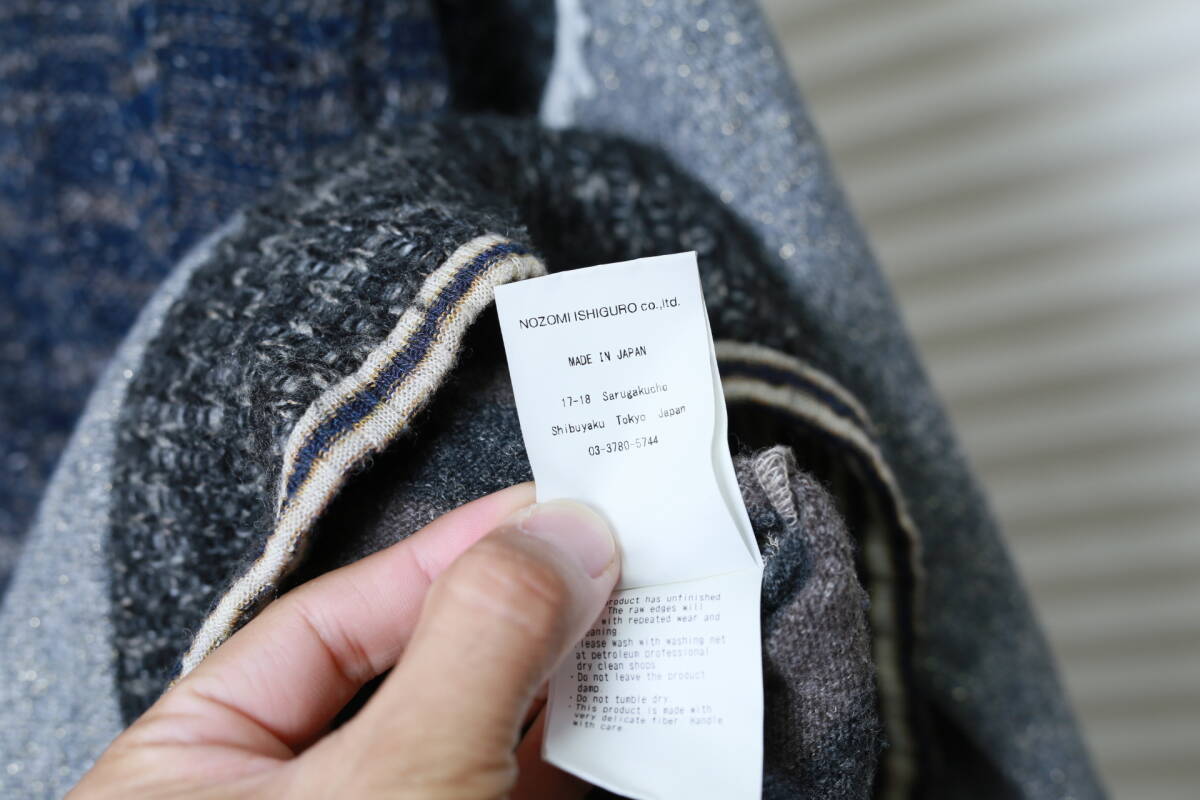 NOZOMI ISHIGURO co.,ltd.
MADE IN JAPAN
17-18 Sarugakucho
Shibuyaku Tokyo Japan
03-3780-5744
product has unfinished
The raw edges will
with repeated wear and
Please wash with washing net
at petroleum professional
dry clean shops
・Do not leave the product
damp
・Do not tumble dry
・This product is made with
very delicate fiber Handle
with care